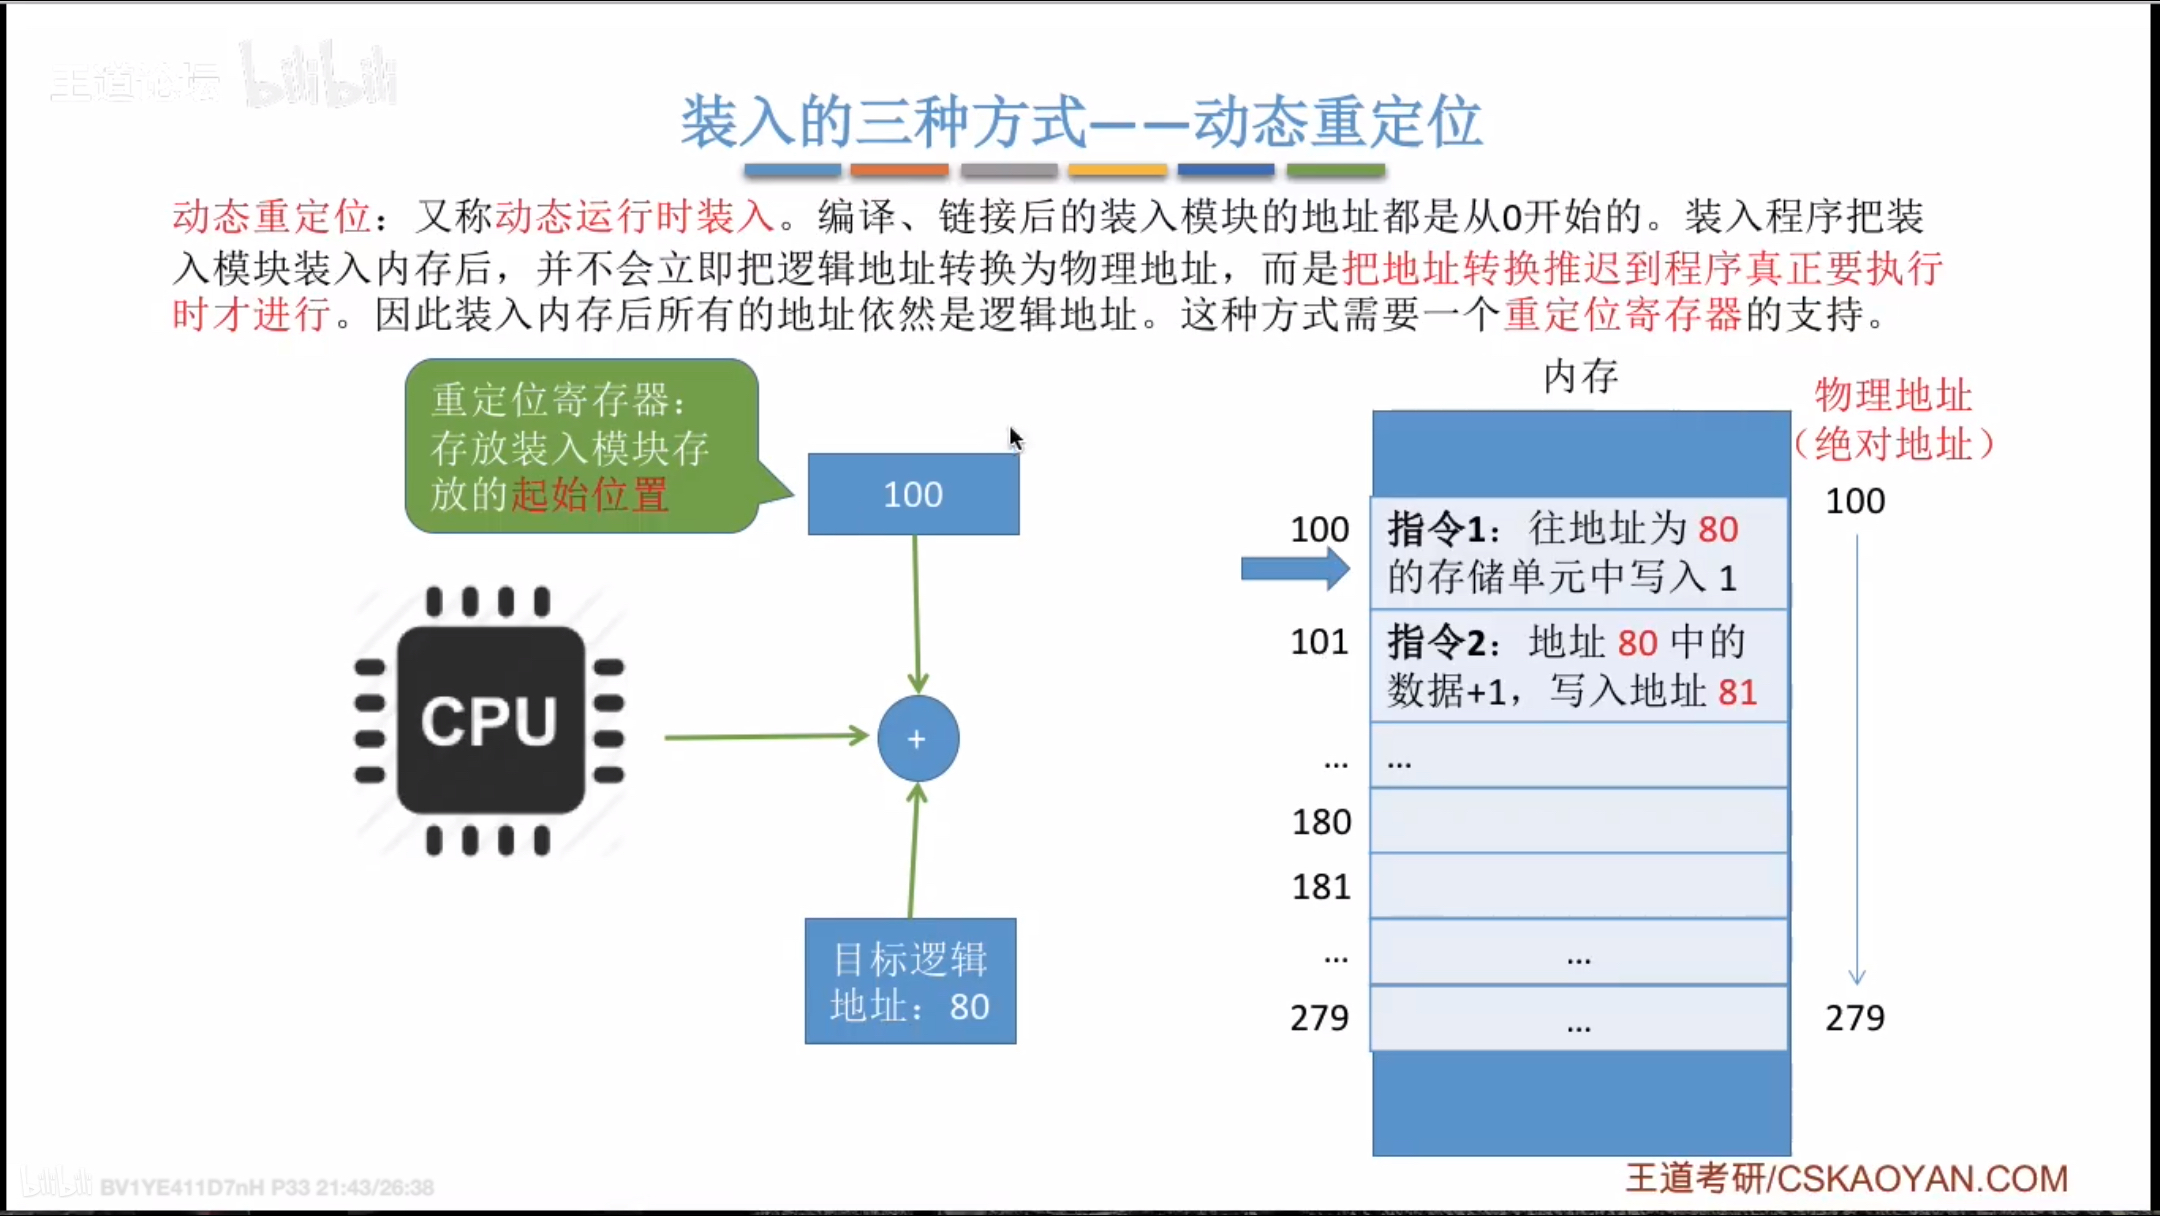 王道论坛 bilibili
装入的三种方式——动态重定位
动态重定位：又称动态运行时装入。编译、链接后的装入模块的地址都是从0开始的。装入程序把装
入模块装入内存后，并不会立即把逻辑地址转换为物理地址，而是把地址转换推迟到程序真正要执行
时才进行。因此装入内存后所有的地址依然是逻辑地址。这种方式需要一个重定位寄存器的支持。
重定位寄存器：
存放装入模块存
放的起始位置
100
CPU
+
目标逻辑
地址：80
内存
物理地址
（绝对地址）
100
279
100
指令1：往地址为 80
的存储单元中写入 1
101
指令2：地址 80 中的
数据+1，写入地址 81
...
...
180
181
...
...
279
...
bilibili BV1YE411D7nH P33 21:43/26:38
王道考研/CSKAOYAN.COM